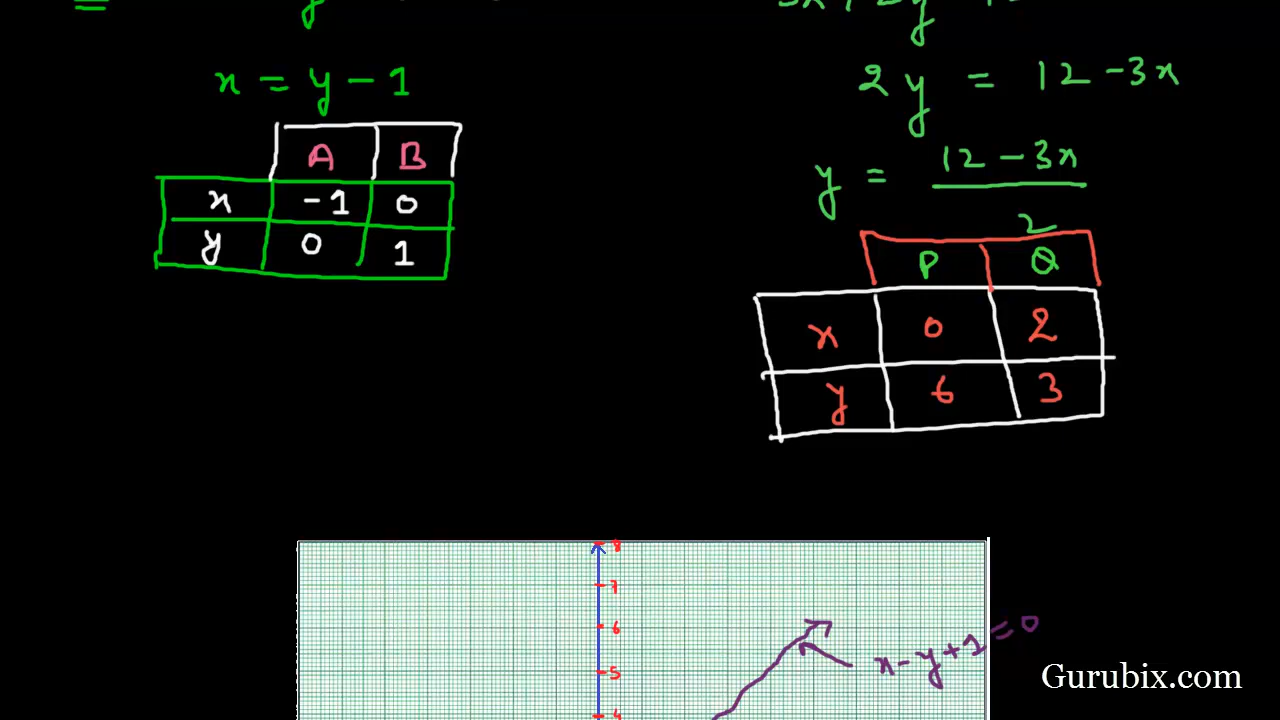 x = y - 1
A B
x -1 0
y 0 1
2y = 12 - 3x
y = 12 - 3x
2
P Q
x 0 2
y 6 3
8
7
6
5
4
x - y + 1 = 0
Gurubix.com